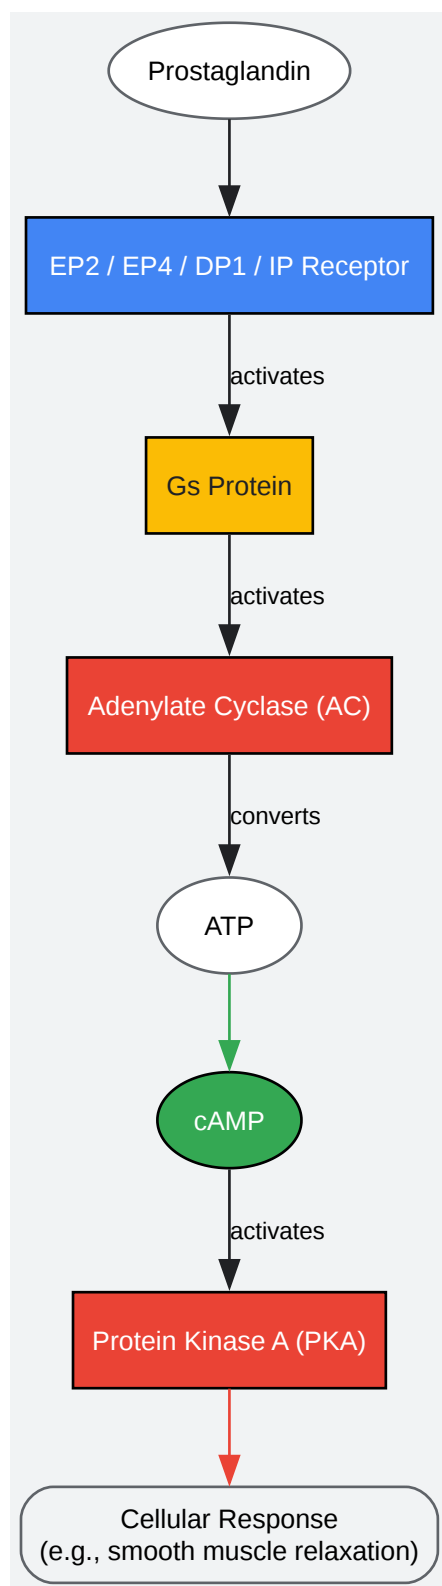 Prostaglandin
EP2 / EP4 / DP1 / IP Receptor
activates
Gs Protein
activates
Adenylate Cyclase (AC)
converts
ATP
cAMP
activates
Protein Kinase A (PKA)
Cellular Response
(e.g., smooth muscle relaxation)